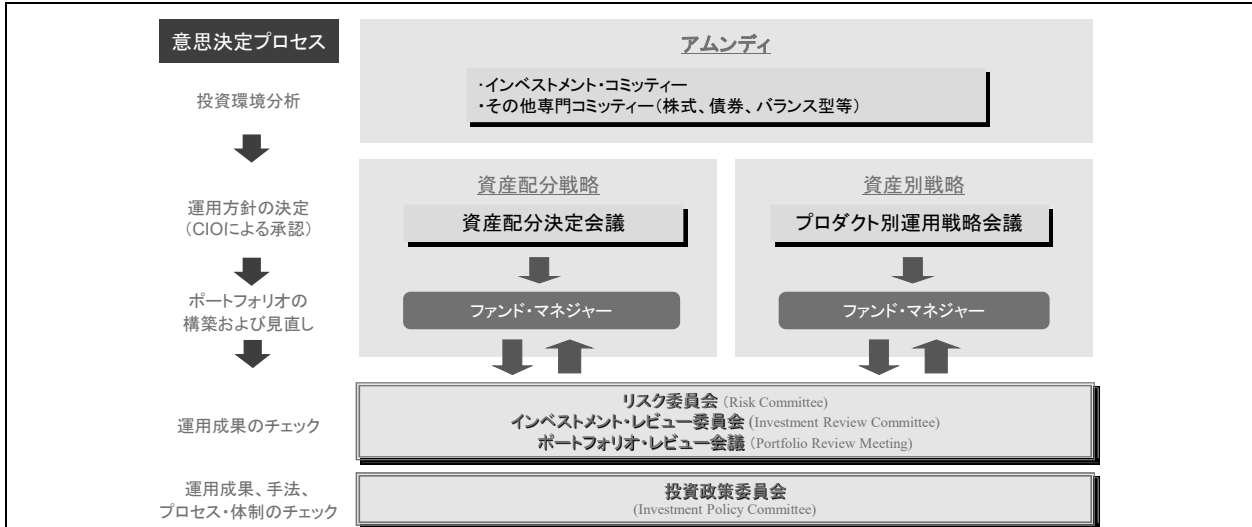 意思決定プロセス
アムンディ
投資環境分析
・インベストメント・コミッティー
・その他専門コミッティー(株式、債券、バランス型等)
資産配分戦略
資産別戦略
運用方針の決定
(CIOによる承認)
資産配分決定会議
プロダクト別運用戦略会議
ポートフォリオの
構築および見直し
ファンド・マネジャー
ファンド・マネジャー
運用成果のチェック
リスク委員会 (Risk Committee)
インベストメント・レビュー委員会 (Investment Review Committee)
ポートフォリオ・レビュー会議 (Portfolio Review Meeting)
運用成果、手法、
プロセス・体制のチェック
投資政策委員会
(Investment Policy Committee)